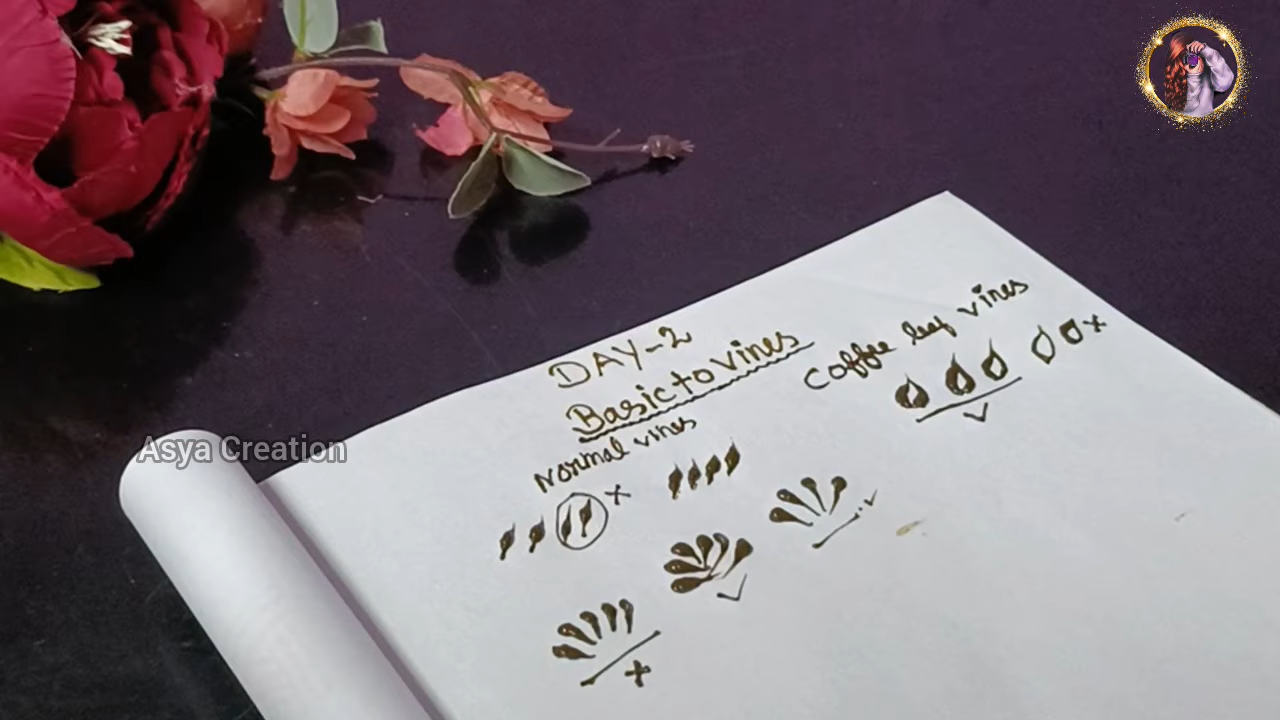 DAY-2
Basic to vines
Normal vines
Coffee leaf vines
Asya Creation